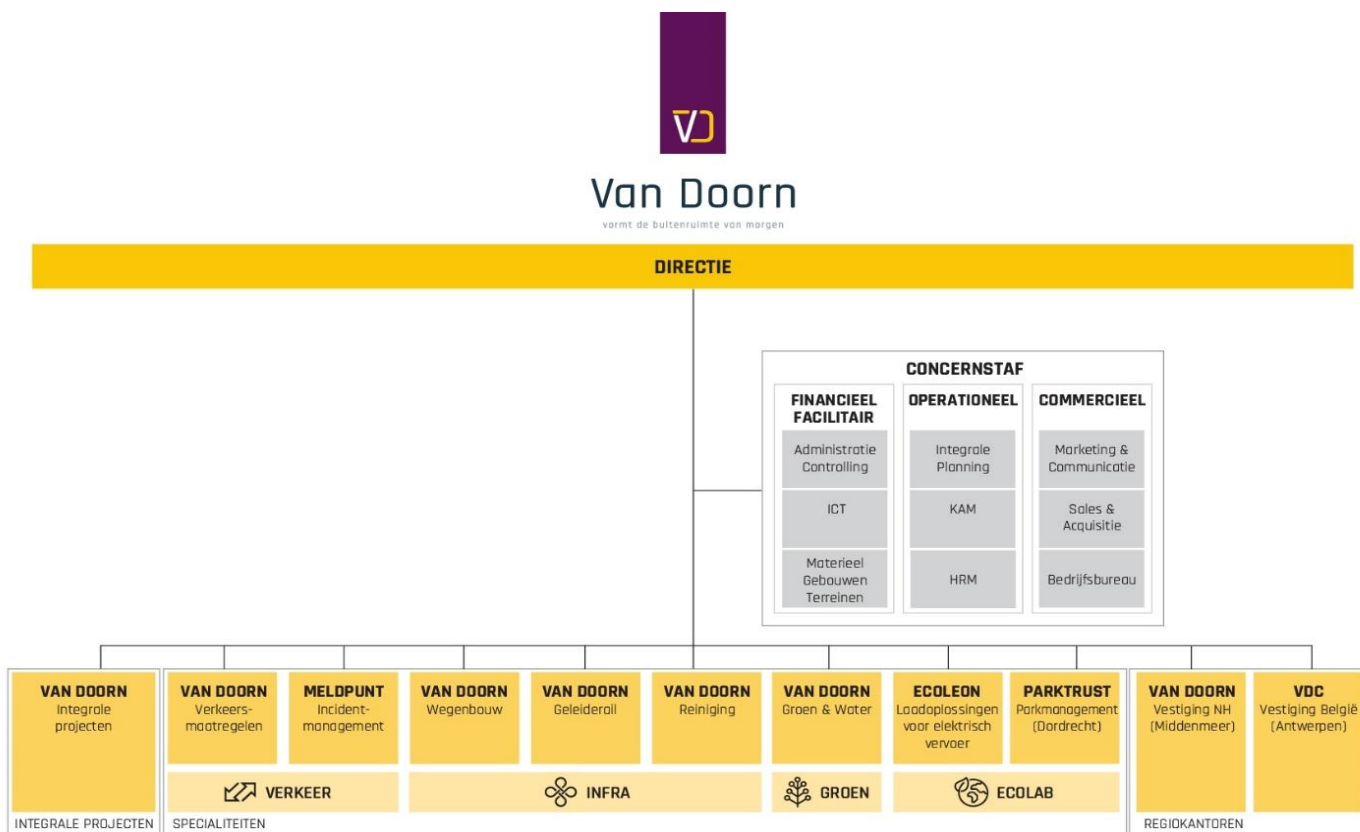 VD
Van Doorn
vormt de buitenruimte van morgen
DIRECTIE
CONCERNSTAF
FINANCIEEL
FACILITAIR
Administratie
Controlling
ICT
Materieel
Gebouwen
Terreinen
OPERATIONEEL
Integrale
Planning
KAM
HRM
COMMERCIEEL
Marketing &
Communicatie
Sales &
Acquisitie
Bedrijfsbureau
VAN DOORN
Integrale
projecten
INTEGRALE PROJECTEN
VAN DOORN
Verkeers-
maatregelen
MELDPUNT
Incident-
management
VERKEER
VAN DOORN
Wegenbouw
VAN DOORN
Geleiderail
VAN DOORN
Reiniging
INFRA
VAN DOORN
Groen & Water
GROEN
ECOLEON
Laadoplossingen
voor elektrisch
vervoer
PARKTRUST
Parkmanagement
(Dordrecht)
ECOLAB
SPECIALITEITEN
VAN DOORN
Vestiging NH
(Middenmeer)
VDC
Vestiging België
(Antwerpen)
REGIOKANTOREN